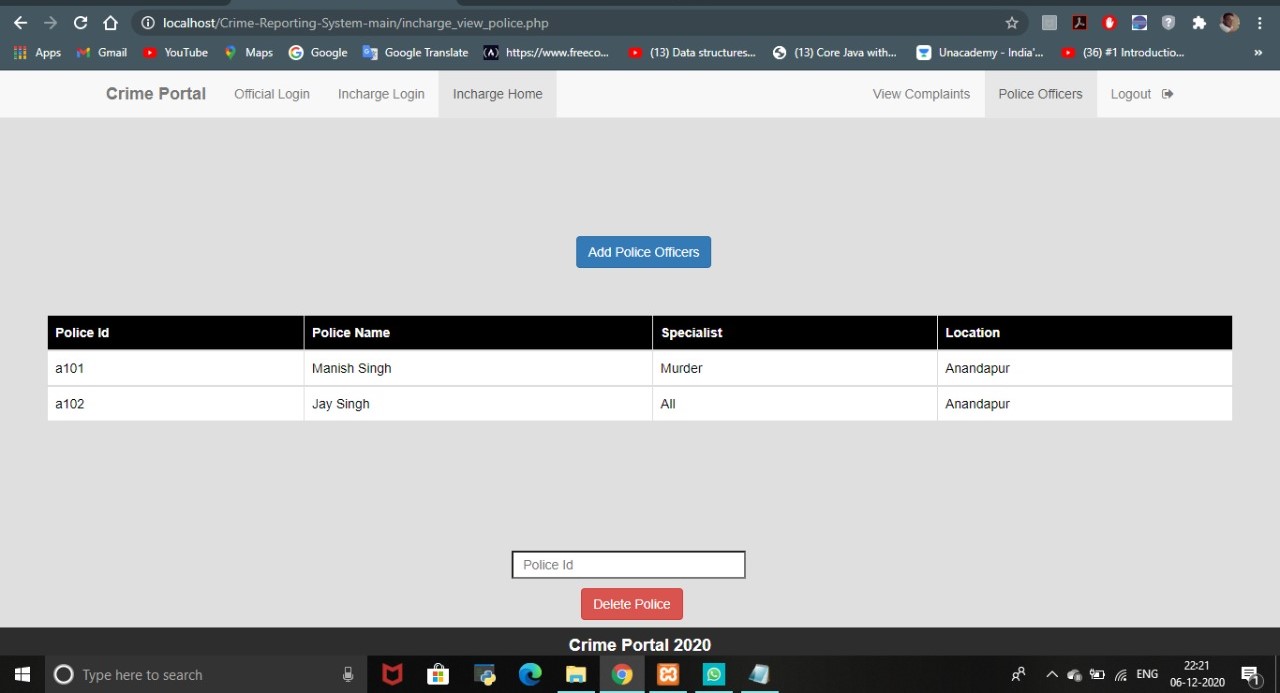 localhost/Crime-Reporting-System-main/incharge_view_police.php
Apps Gmail YouTube Maps Google Google Translate https://www.freeco... (13) Data structures... (13) Core Java with... Unacademy - India'... (36) #1 Introductio... »
Crime Portal Official Login Incharge Login Incharge Home View Complaints Police Officers Logout
Add Police Officers
Police Id Police Name Specialist Location
a101 Manish Singh Murder Anandapur
a102 Jay Singh All Anandapur
Police Id
Delete Police
Crime Portal 2020
Type here to search ENG 22:21
06-12-2020 1